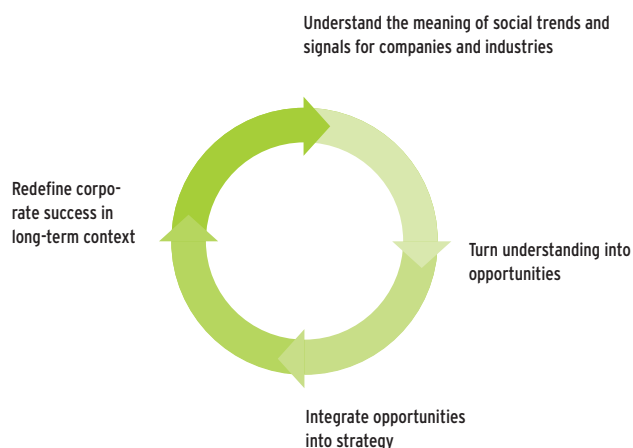 Understand the meaning of social trends and
signals for companies and industries
Redefine corpo-
rate success in
long-term context
Turn understanding into
opportunities
Integrate opportunities
into strategy